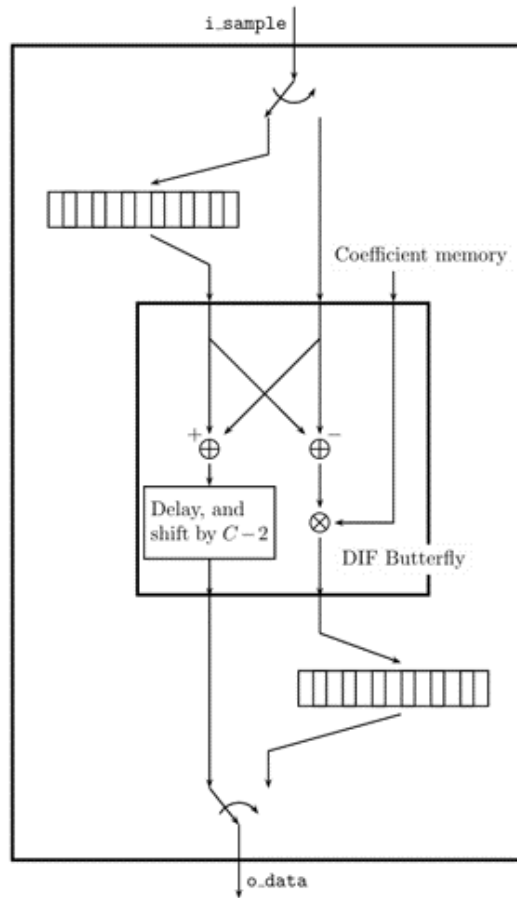 i_sample
Coefficient memory
+
−
Delay, and
shift by C − 2
DIF Butterfly
o_data